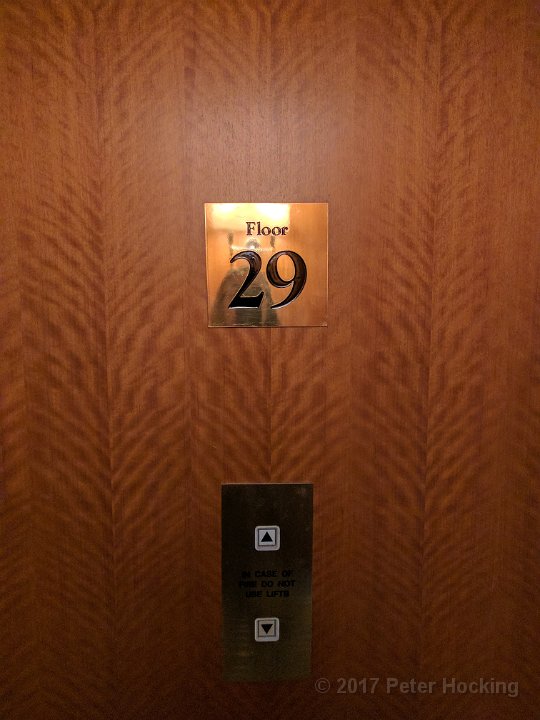 Floor
29
IN CASE OF
FIRE DO NOT
USE LIFTS
© 2017 Peter Hocking